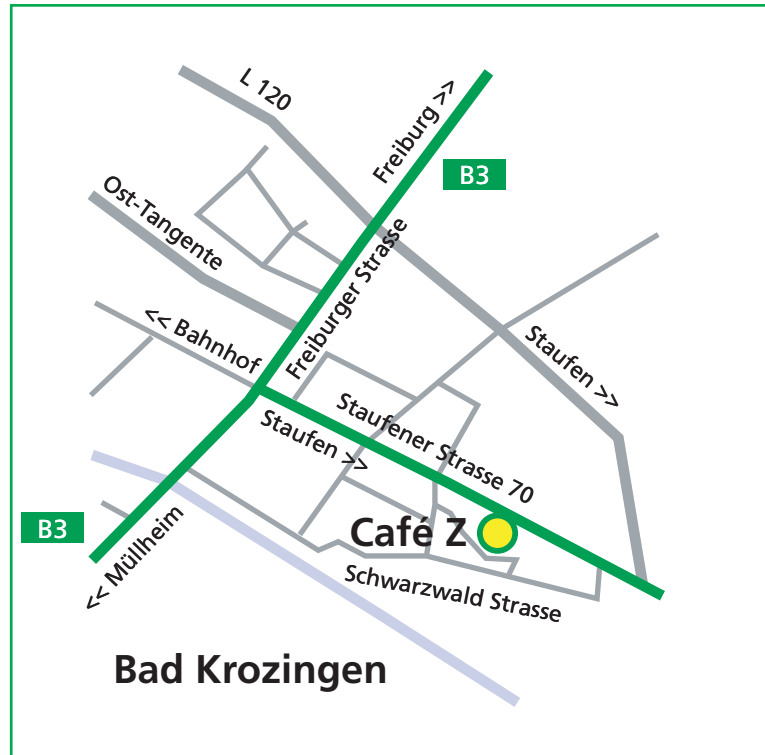 L 120
Freiburg >>
B3
Ost-Tangente
Freiburger Strasse
<< Bahnhof
Staufen >>
Staufener Strasse 70
Staufen >>
Café Z
B3
<< Müllheim
Schwarzwald Strasse
Bad Krozingen